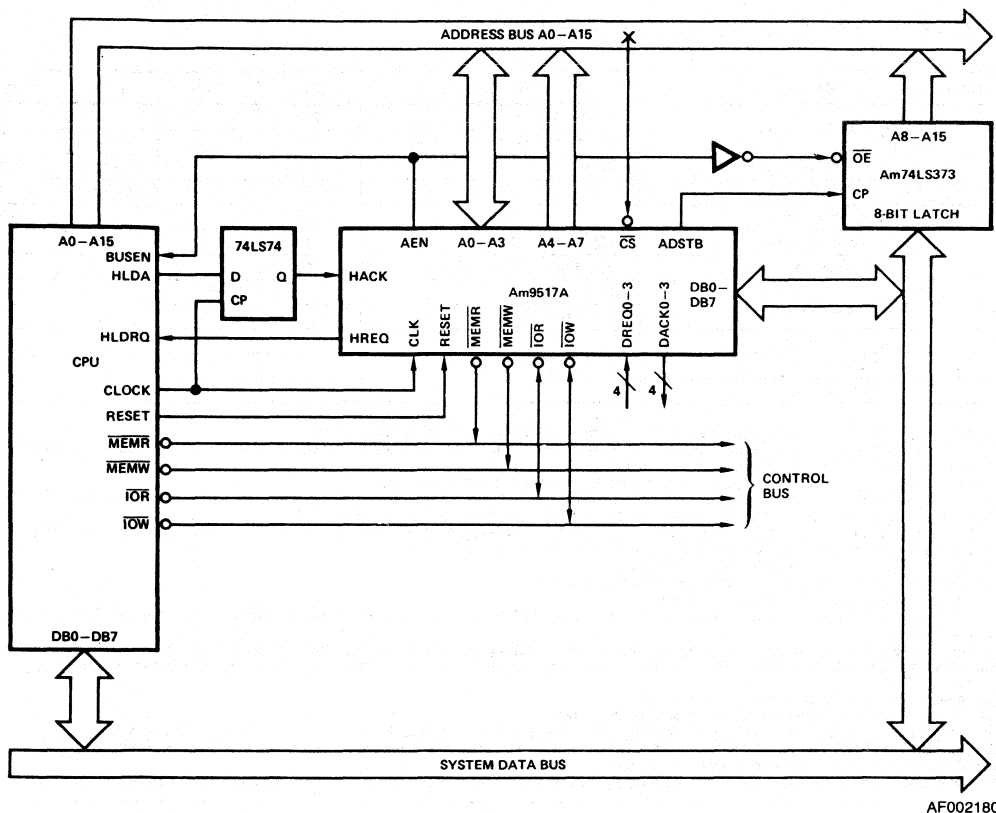 ADDRESS BUS A0–A15
A8–A15
OE
Am74LS373
CP
8-BIT LATCH
A0–A15
BUSEN
HLDA
HLDRQ
CPU
CLOCK
RESET
MEMR
MEMW
IOR
IOW
DB0–DB7
74LS74
D Q
CP
AEN A0–A3 A4–A7 CS ADSTB
HACK
Am9517A
DB0–
DB7
HREQ
CLK
RESET
MEMR
MEMW
IOR
IOW
DREQ0-3
DACK0-3
4
4
CONTROL
BUS
SYSTEM DATA BUS
AF002180